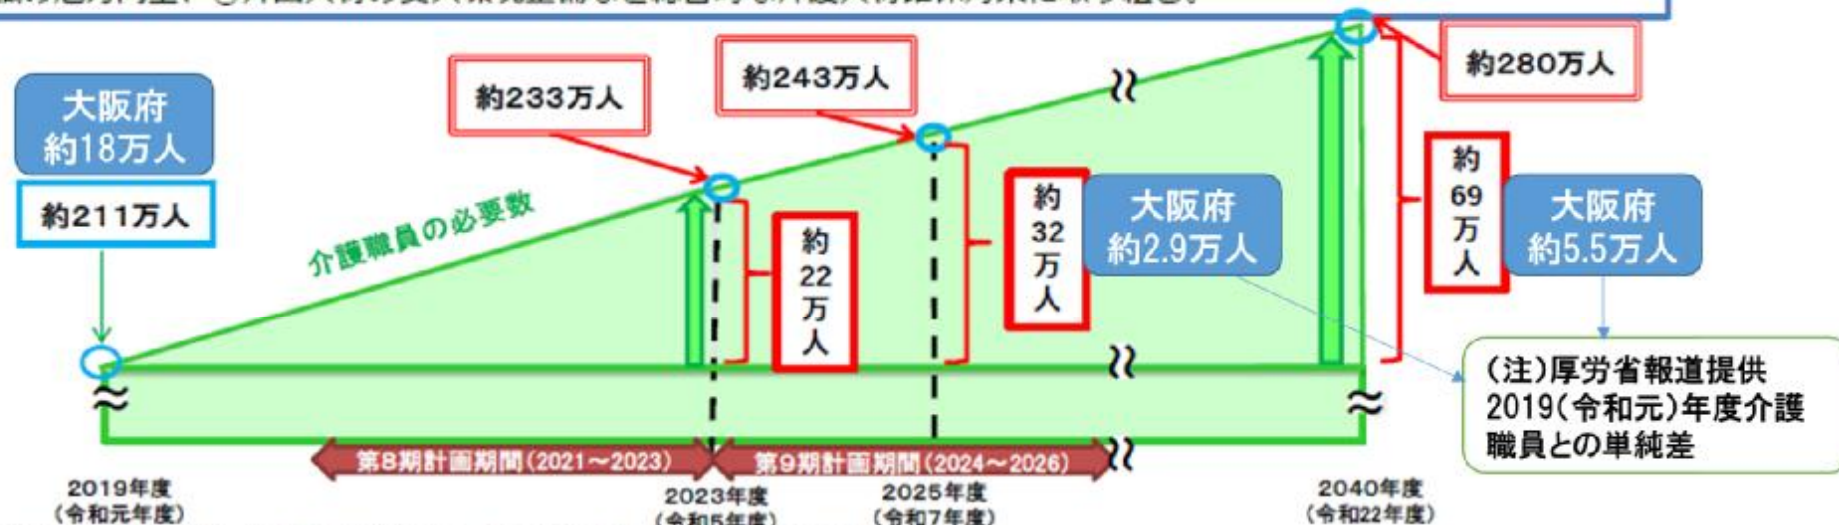 大阪府
約18万人
約211万人
約233万人
約243万人
約280万人
介護職員の必要数
約
22
万
人
約
32
万
人
大阪府
約2.9万人
約
69
万
人
大阪府
約5.5万人
(注)厚労省報道提供
2019(令和元)年度介護
職員との単純差
第8期計画期間(2021～2023)
第9期計画期間(2024～2026)
2019年度
(令和元年度)
2023年度
(令和5年度)
2025年度
(令和7年度)
2040年度
(令和22年度)